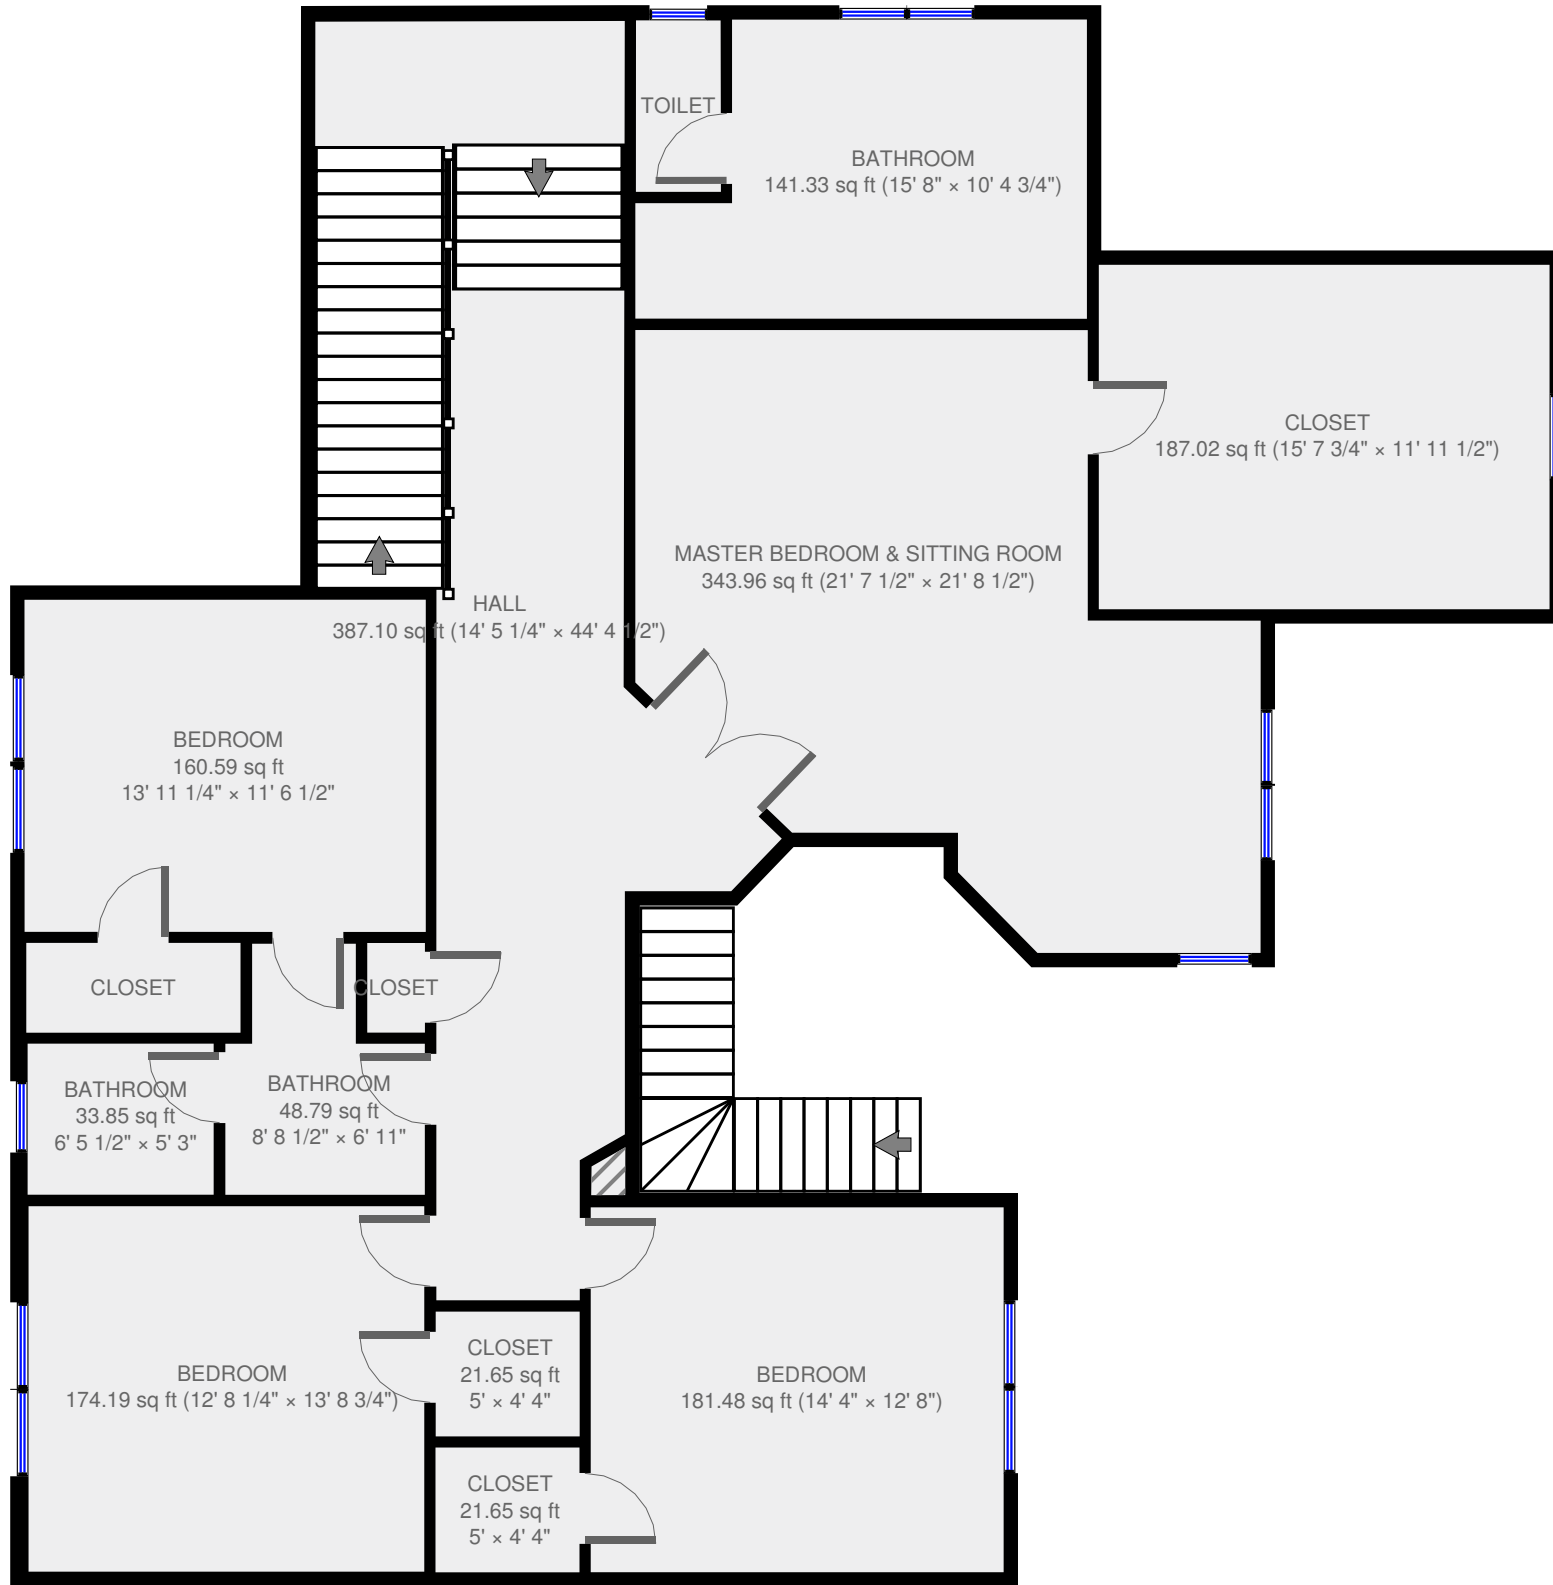 TOILET
BATHROOM
141.33 sq ft (15' 8" × 10' 4 3/4")
CLOSET
187.02 sq ft (15' 7 3/4" × 11' 11 1/2")
MASTER BEDROOM & SITTING ROOM
343.96 sq ft (21' 7 1/2" × 21' 8 1/2")
HALL
387.10 sq ft (14' 5 1/4" × 44' 4 1/2")
BEDROOM
160.59 sq ft
13' 11 1/4" × 11' 6 1/2"
CLOSET
CLOSET
BATHROOM
33.85 sq ft
6' 5 1/2" × 5' 3"
BATHROOM
48.79 sq ft
8' 8 1/2" × 6' 11"
BEDROOM
174.19 sq ft (12' 8 1/4" × 13' 8 3/4")
CLOSET
21.65 sq ft
5' × 4' 4"
BEDROOM
181.48 sq ft (14' 4" × 12' 8")
CLOSET
21.65 sq ft
5' × 4' 4"